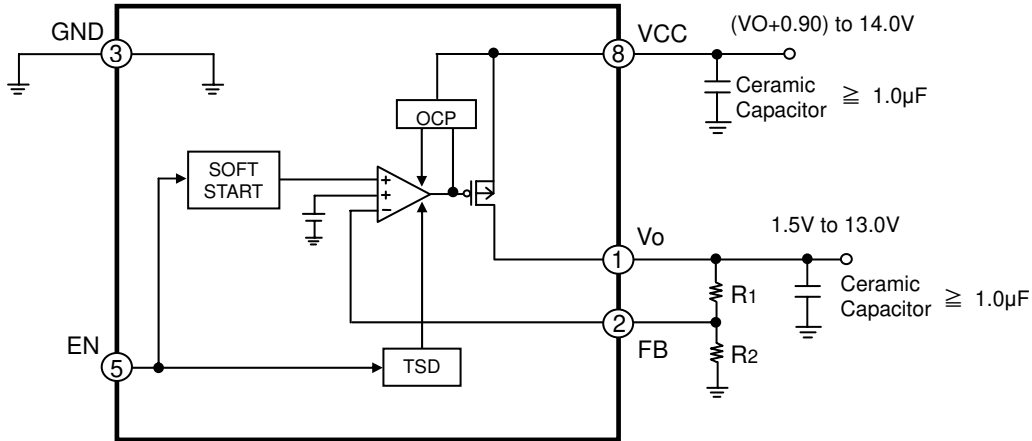 GND
3
VCC
8
(VO+0.90) to 14.0V
Ceramic
Capacitor ≧ 1.0µF
OCP
SOFT
START
+
+
−
1.5V to 13.0V
Vo
1
R1
Ceramic
Capacitor ≧ 1.0µF
2
FB
R2
EN
5
TSD